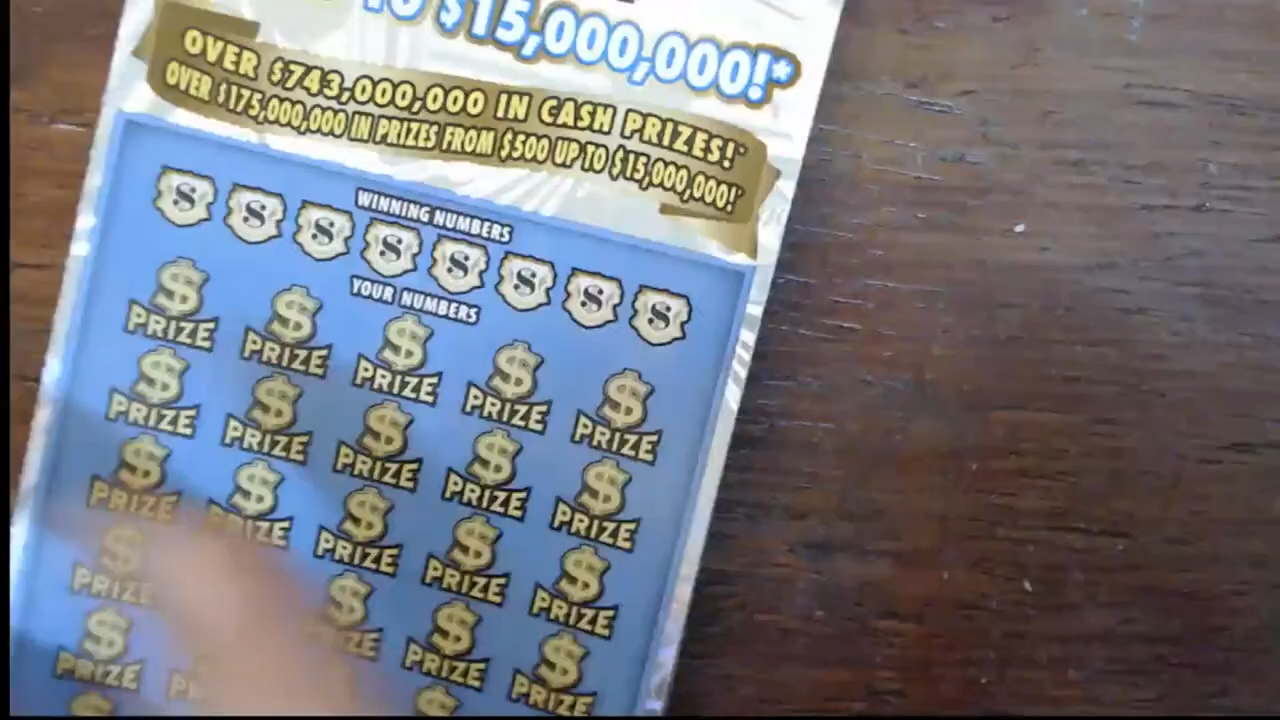 TO $15,000,000!*
OVER $743,000,000 IN CASH PRIZES!*
OVER $175,000,000 IN PRIZES FROM $500 UP TO $15,000,000!*
WINNING NUMBERS
$ $ $ $ $ $ $ $
YOUR NUMBERS
$ $ $ $ $
PRIZE PRIZE PRIZE PRIZE PRIZE
$ $ $ $ $
PRIZE PRIZE PRIZE PRIZE PRIZE
$ $ $ $ $
PRIZE PRIZE PRIZE PRIZE PRIZE
$ $ $ $
PRIZE PRIZE PRIZE PRIZE
$ $ $
PRIZE PRIZE PRIZE
$ $